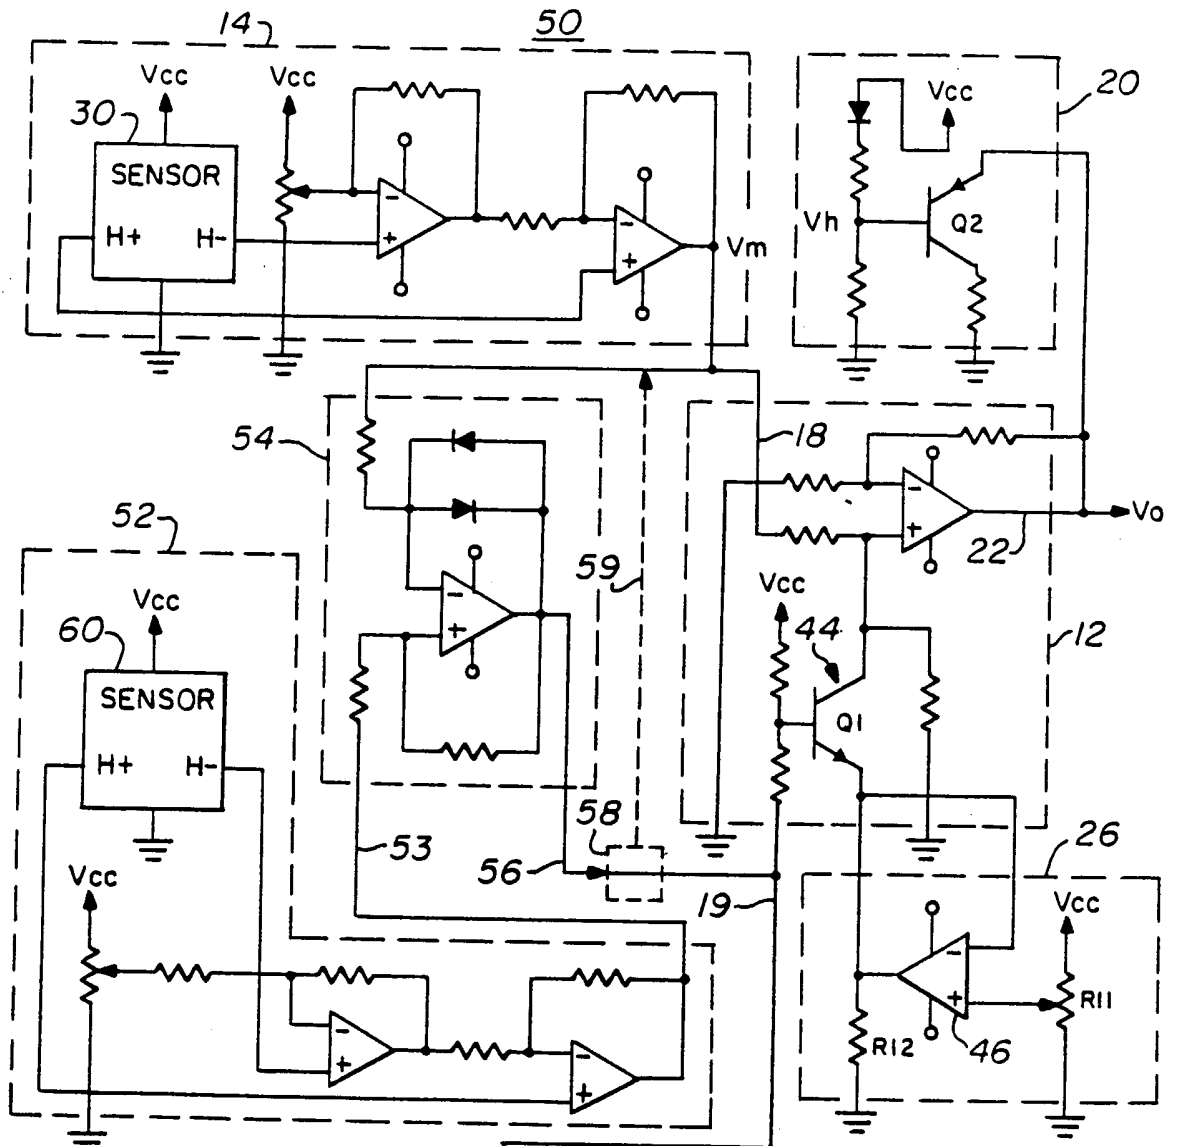 14
50
Vcc
Vcc
30
SENSOR
H+
H-
-
+
-
+
Vm
Vcc
20
Vh
Q2
54
18
-
+
Vo
22
52
59
Vcc
60
SENSOR
H+
H-
-
+
Vcc
44
12
Q1
58
53
56
19
26
Vcc
Vcc
-
+
R11
R12
46
-
+
-
+